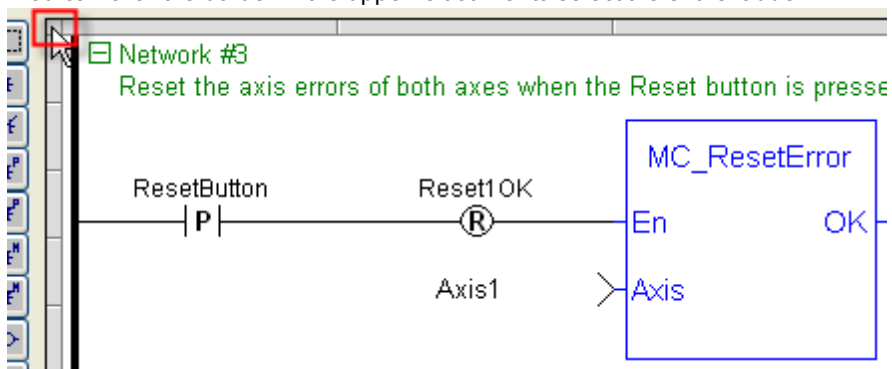 Network #3
Reset the axis errors of both axes when the Reset button is presse
MC_ResetError
ResetButton
Reset1OK
P
R
En
OK
Axis1
Axis